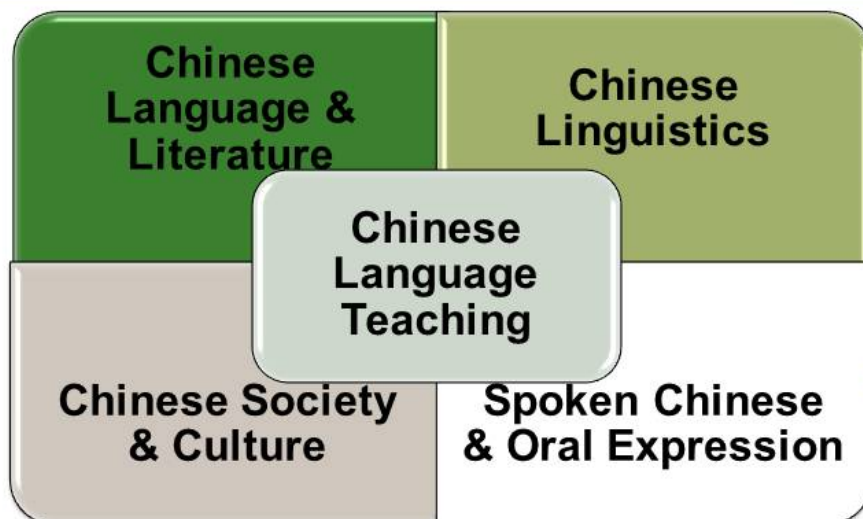 Chinese
Language &
Literature
Chinese
Linguistics
Chinese
Language
Teaching
Chinese Society
& Culture
Spoken Chinese
& Oral Expression